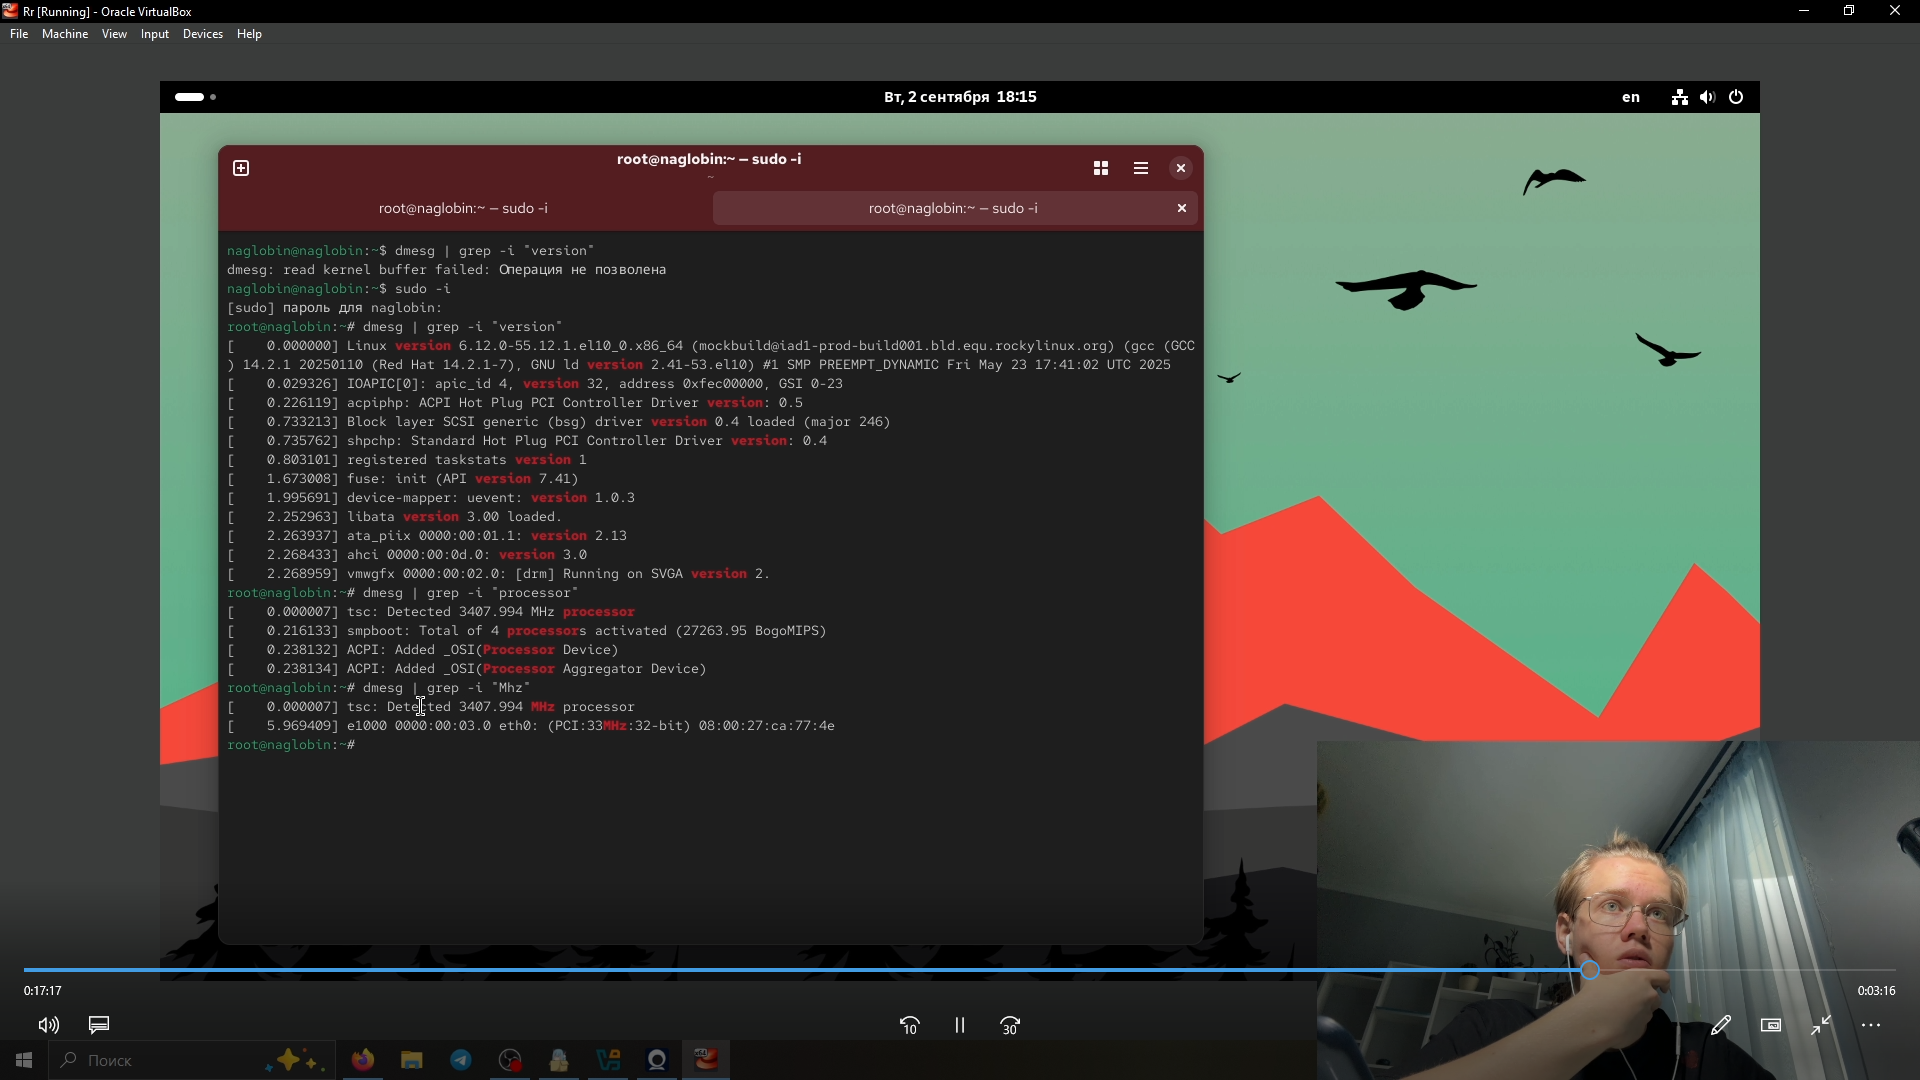 Rr [Running] - Oracle VirtualBox
File Machine View Input Devices Help
Вт, 2 сентября 18:15
en
root@naglobin:~ — sudo -i
~
root@naglobin:~ — sudo -i
root@naglobin:~ — sudo -i
naglobin@naglobin:~$ dmesg | grep -i "version"
dmesg: read kernel buffer failed: Операция не позволена
naglobin@naglobin:~$ sudo -i
[sudo] пароль для naglobin:
root@naglobin:~# dmesg | grep -i "version"
[    0.000000] Linux version 6.12.0-55.12.1.el10_0.x86_64 (mockbuild@iad1-prod-build001.bld.equ.rockylinux.org) (gcc (GCC
) 14.2.1 20250110 (Red Hat 14.2.1-7), GNU ld version 2.41-53.el10) #1 SMP PREEMPT_DYNAMIC Fri May 23 17:41:02 UTC 2025
[    0.029326] IOAPIC[0]: apic_id 4, version 32, address 0xfec00000, GSI 0-23
[    0.226119] acpiphp: ACPI Hot Plug PCI Controller Driver version: 0.5
[    0.733213] Block layer SCSI generic (bsg) driver version 0.4 loaded (major 246)
[    0.735762] shpchp: Standard Hot Plug PCI Controller Driver version: 0.4
[    0.803101] registered taskstats version 1
[    1.673008] fuse: init (API version 7.41)
[    1.995691] device-mapper: uevent: version 1.0.3
[    2.252963] libata version 3.00 loaded.
[    2.263937] ata_piix 0000:00:01.1: version 2.13
[    2.268433] ahci 0000:00:0d.0: version 3.0
[    2.268959] vmwgfx 0000:00:02.0: [drm] Running on SVGA version 2.
root@naglobin:~# dmesg | grep -i "processor"
[    0.000007] tsc: Detected 3407.994 MHz processor
[    0.216133] smpboot: Total of 4 processors activated (27263.95 BogoMIPS)
[    0.238132] ACPI: Added _OSI(Processor Device)
[    0.238134] ACPI: Added _OSI(Processor Aggregator Device)
root@naglobin:~# dmesg | grep -i "Mhz"
[    0.000007] tsc: Detected 3407.994 MHz processor
[    5.969409] e1000 0000:00:03.0 eth0: (PCI:33MHz:32-bit) 08:00:27:ca:77:4e
root@naglobin:~#
0:17:17
0:03:16
10
30
Поиск